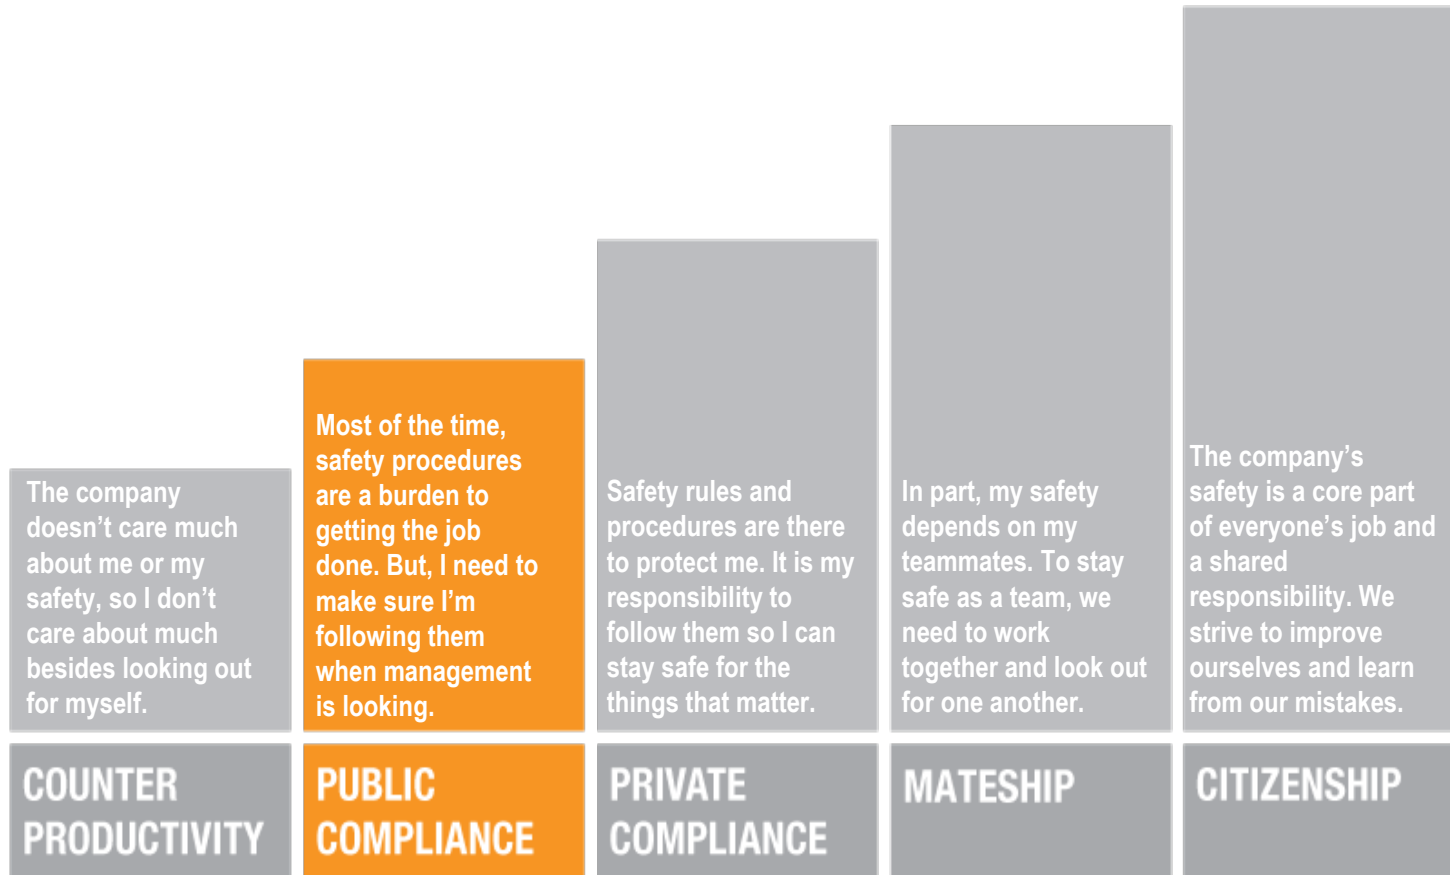 The company
doesn’t care much
about me or my
safety, so I don’t
care about much
besides looking out
for myself.
COUNTER
PRODUCTIVITY
Most of the time,
safety procedures
are a burden to
getting the job
done. But, I need to
make sure I’m
following them
when management
is looking.
PUBLIC
COMPLIANCE
Safety rules and
procedures are there
to protect me. It is my
responsibility to
follow them so I can
stay safe for the
things that matter.
PRIVATE
COMPLIANCE
In part, my safety
depends on my
teammates. To stay
safe as a team, we
need to work
together and look out
for one another.
MATESHIP
The company’s
safety is a core part
of everyone’s job and
a shared
responsibility. We
strive to improve
ourselves and learn
from our mistakes.
CITIZENSHIP